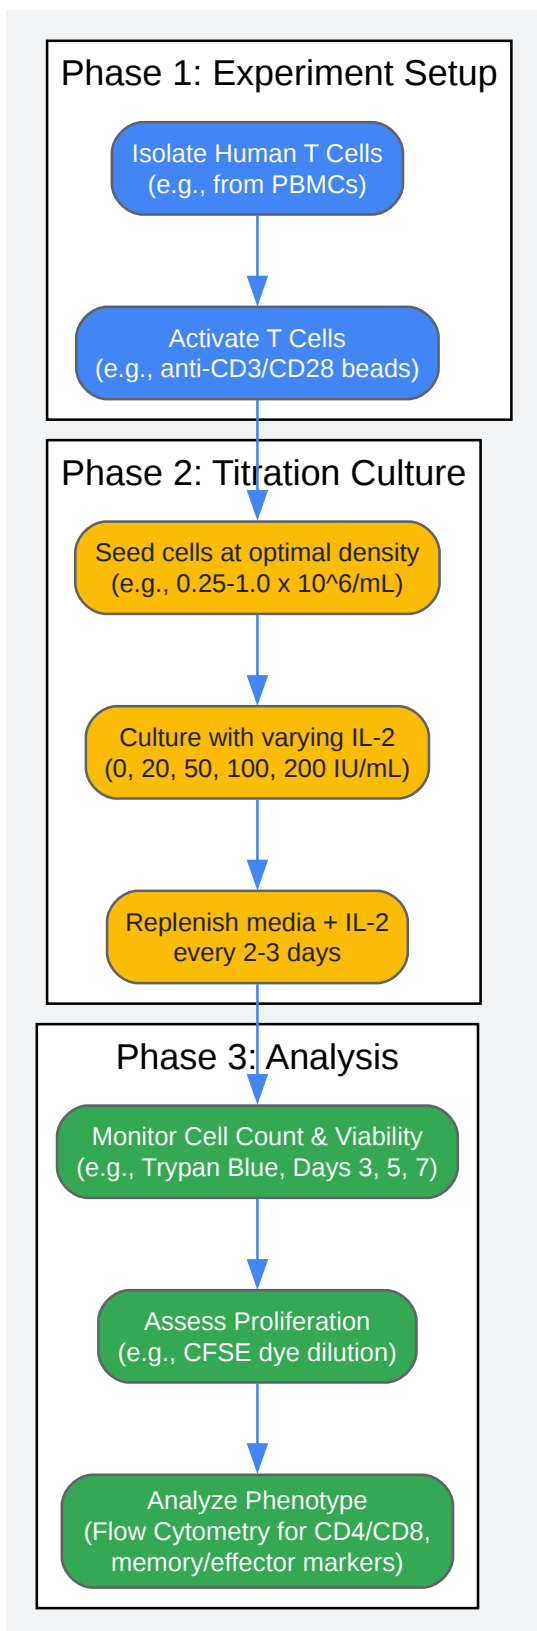 Phase 1: Experiment Setup
Isolate Human T Cells
(e.g., from PBMCs)
Activate T Cells
(e.g., anti-CD3/CD28 beads)
Phase 2: Titration Culture
Seed cells at optimal density
(e.g., 0.25-1.0 x 10^6/mL)
Culture with varying IL-2
(0, 20, 50, 100, 200 IU/mL)
Replenish media + IL-2
every 2-3 days
Phase 3: Analysis
Monitor Cell Count & Viability
(e.g., Trypan Blue, Days 3, 5, 7)
Assess Proliferation
(e.g., CFSE dye dilution)
Analyze Phenotype
(Flow Cytometry for CD4/CD8,
memory/effector markers)